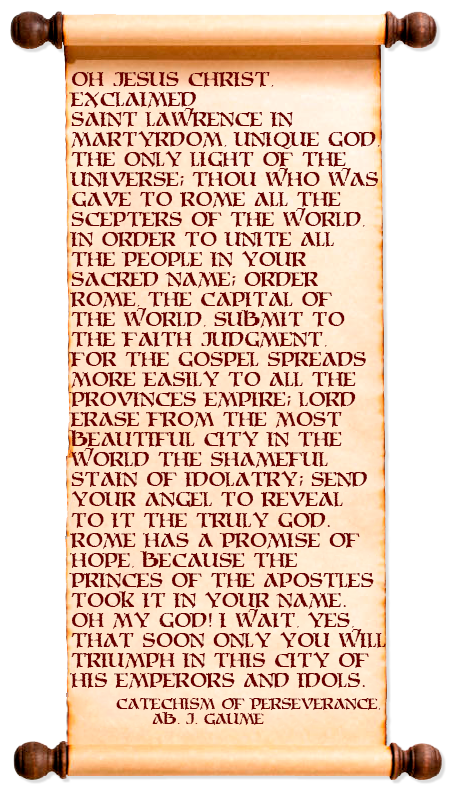 OH JESUS CHRIST,
EXCLAIMED
SAINT LAWRENCE IN
MARTYRDOM, UNIQUE GOD,
THE ONLY LIGHT OF THE
UNIVERSE; THOU WHO WAS
GAVE TO ROME ALL THE
SCEPTERS OF THE WORLD,
IN ORDER TO UNITE ALL
THE PEOPLE IN YOUR
SACRED NAME; ORDER
ROME, THE CAPITAL OF
THE WORLD, SUBMIT TO
THE FAITH JUDGMENT,
FOR THE GOSPEL SPREADS
MORE EASILY TO ALL THE
PROVINCES EMPIRE; LORD
ERASE FROM THE MOST
BEAUTIFUL CITY IN THE
WORLD THE SHAMEFUL
STAIN OF IDOLATRY; SEND
YOUR ANGEL TO REVEAL
TO IT THE TRULY GOD.
ROME HAS A PROMISE OF
HOPE, BECAUSE THE
PRINCES OF THE APOSTLES
TOOK IT IN YOUR NAME.
OH MY GOD! I WAIT, YES,
THAT SOON ONLY YOU WILL
TRIUMPH IN THIS CITY OF
HIS EMPERORS AND IDOLS.
CATECHISM OF PERSEVERANCE,
AB. J. GAUME